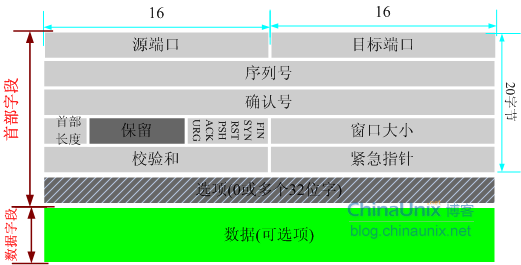 16 16
源端口 目标端口
序列号
确认号
首部长度 保留 URG ACK PSH RST SYN FIN 窗口大小
校验和 紧急指针
选项(0或多个32位字)
数据(可选项)
首部字段
数据字段
20字节
ChinaUnix 博客
blog.chinaunix.net